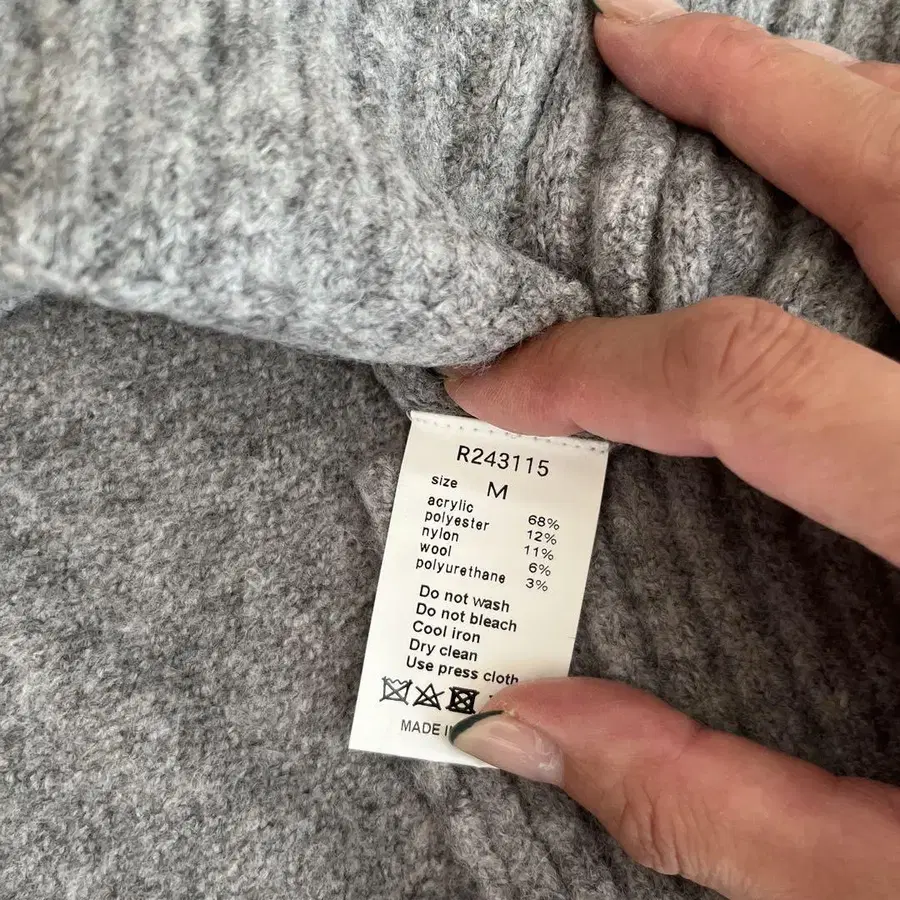 R243115
size M
acrylic 68%
polyester 12%
nylon 11%
wool 6%
polyurethane 3%
Do not wash
Do not bleach
Cool iron
Dry clean
Use press cloth
MADE